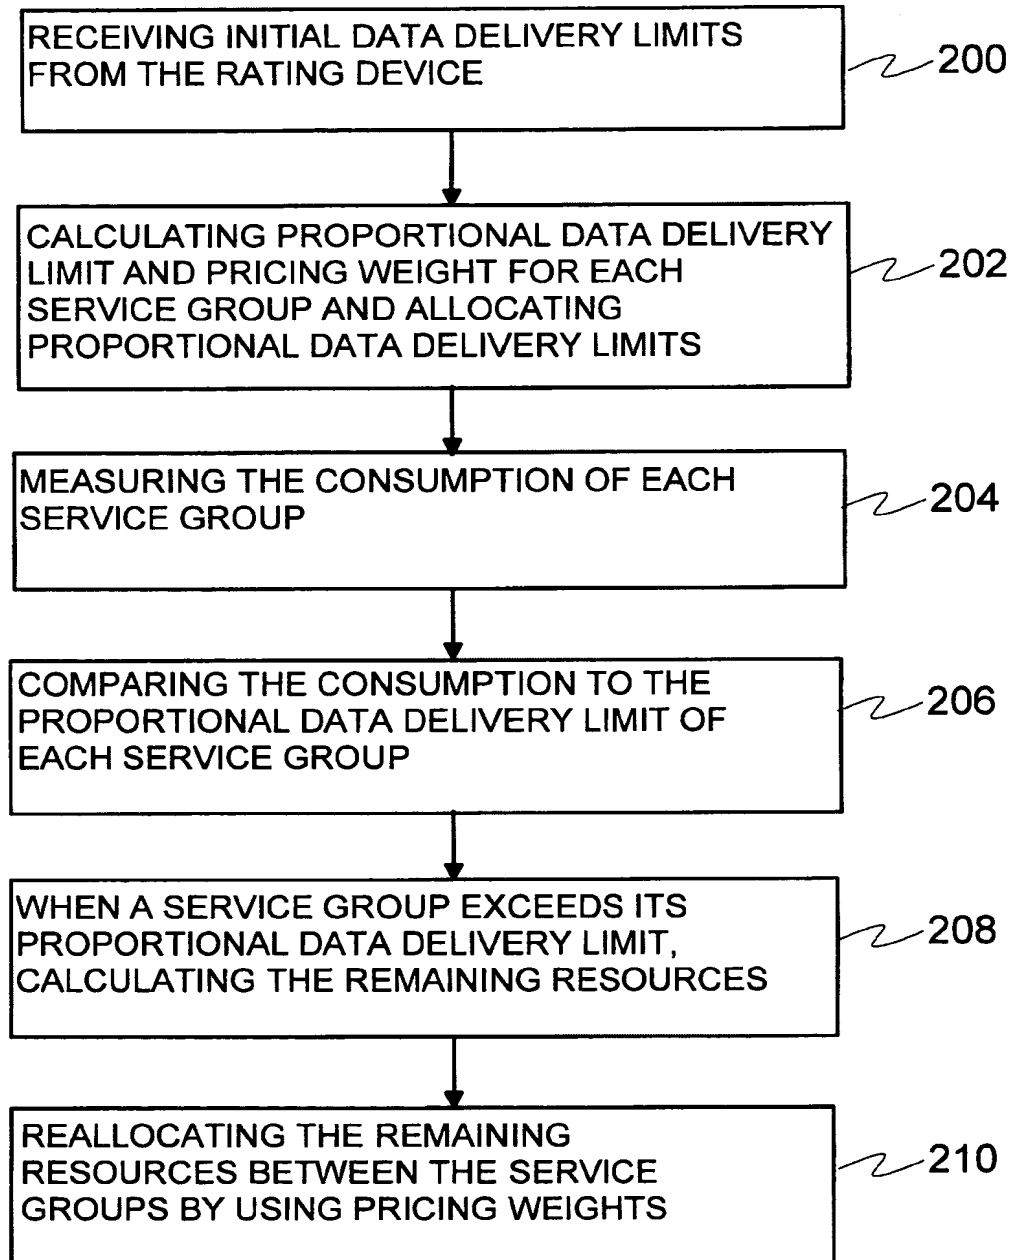 RECEIVING INITIAL DATA DELIVERY LIMITS
FROM THE RATING DEVICE
200
CALCULATING PROPORTIONAL DATA DELIVERY
LIMIT AND PRICING WEIGHT FOR EACH
SERVICE GROUP AND ALLOCATING
PROPORTIONAL DATA DELIVERY LIMITS
202
MEASURING THE CONSUMPTION OF EACH
SERVICE GROUP
204
COMPARING THE CONSUMPTION TO THE
PROPORTIONAL DATA DELIVERY LIMIT OF
EACH SERVICE GROUP
206
WHEN A SERVICE GROUP EXCEEDS ITS
PROPORTIONAL DATA DELIVERY LIMIT,
CALCULATING THE REMAINING RESOURCES
208
REALLOCATING THE REMAINING
RESOURCES BETWEEN THE SERVICE
GROUPS BY USING PRICING WEIGHTS
210